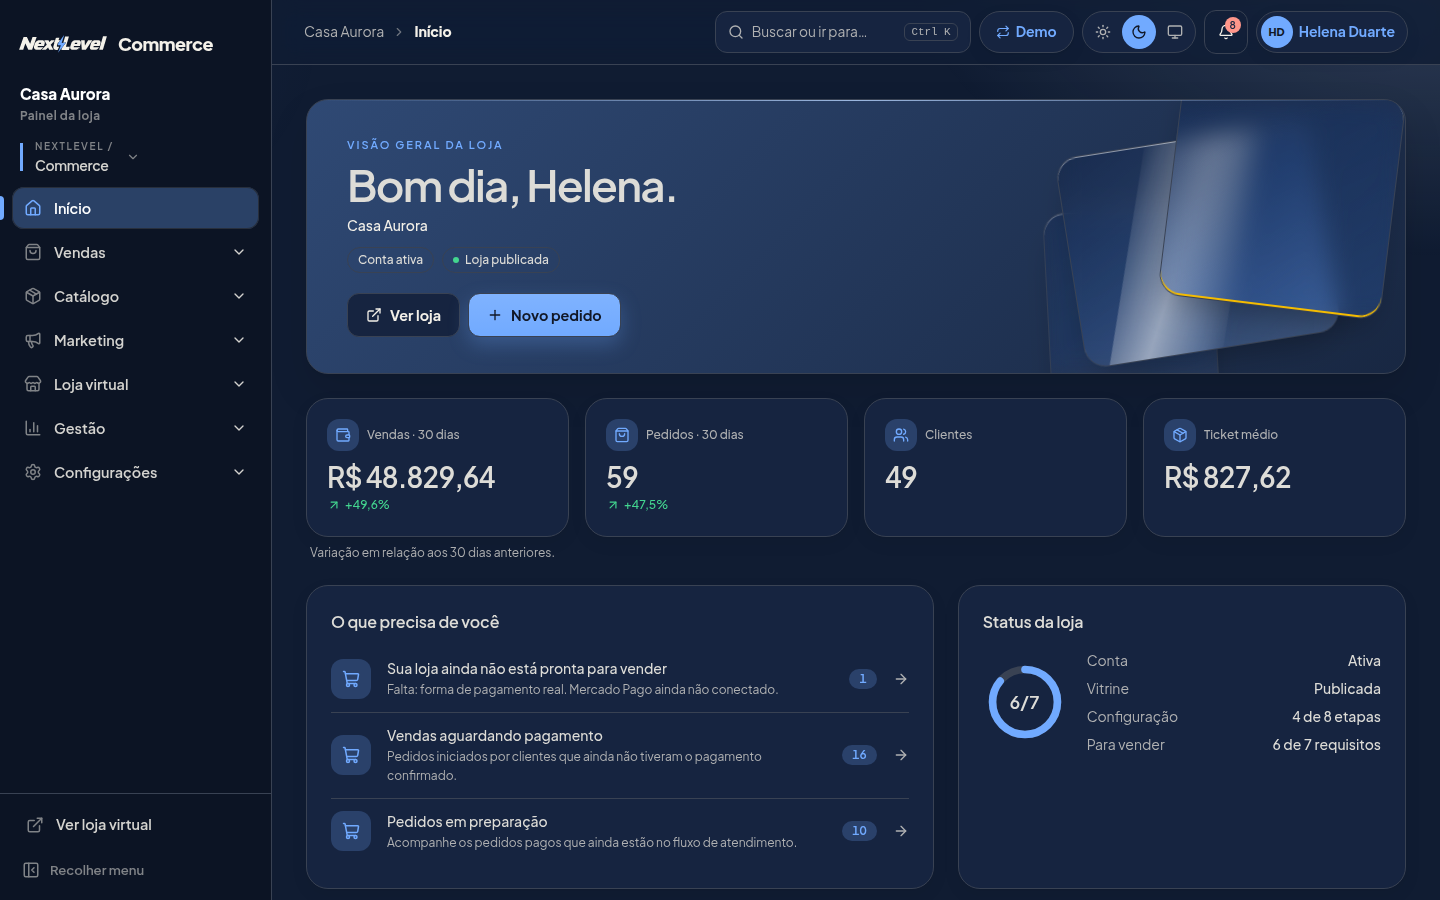 NextLevel Commerce
Casa Aurora
Painel da loja
NEXTLEVEL /
Commerce
Início
Vendas
Catálogo
Marketing
Loja virtual
Gestão
Configurações
Ver loja virtual
Recolher menu
Casa Aurora > Início
Buscar ou ir para... Ctrl K
Demo
8
HD Helena Duarte
VISÃO GERAL DA LOJA
Bom dia, Helena.
Casa Aurora
Conta ativa
Loja publicada
Ver loja
Novo pedido
Vendas · 30 dias
R$ 48.829,64
+49,6%
Pedidos · 30 dias
59
+47,5%
Clientes
49
Ticket médio
R$ 827,62
Variação em relação aos 30 dias anteriores.
O que precisa de você
Sua loja ainda não está pronta para vender
Falta: forma de pagamento real. Mercado Pago ainda não conectado.
1
Vendas aguardando pagamento
Pedidos iniciados por clientes que ainda não tiveram o pagamento
confirmado.
16
Pedidos em preparação
Acompanhe os pedidos pagos que ainda estão no fluxo de atendimento.
10
Status da loja
6/7
Conta Ativa
Vitrine Publicada
Configuração 4 de 8 etapas
Para vender 6 de 7 requisitos